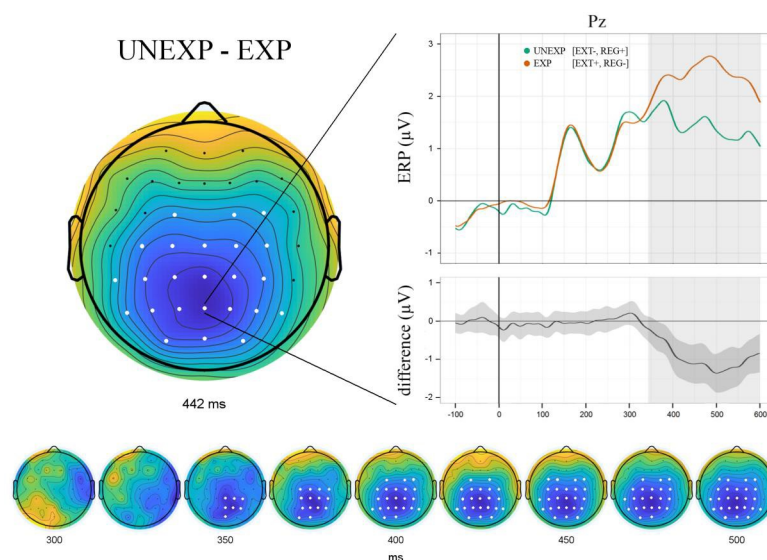 UNEXP - EXP
442 ms
Pz
UNEXP [EXT-, REG+]
EXP [EXT+, REG-]
ERP (µV)
3
2
1
0
-1
difference (µV)
1
0
-1
-2
-100 0 100 200 300 400 500 600
300 350 400 450 500
ms